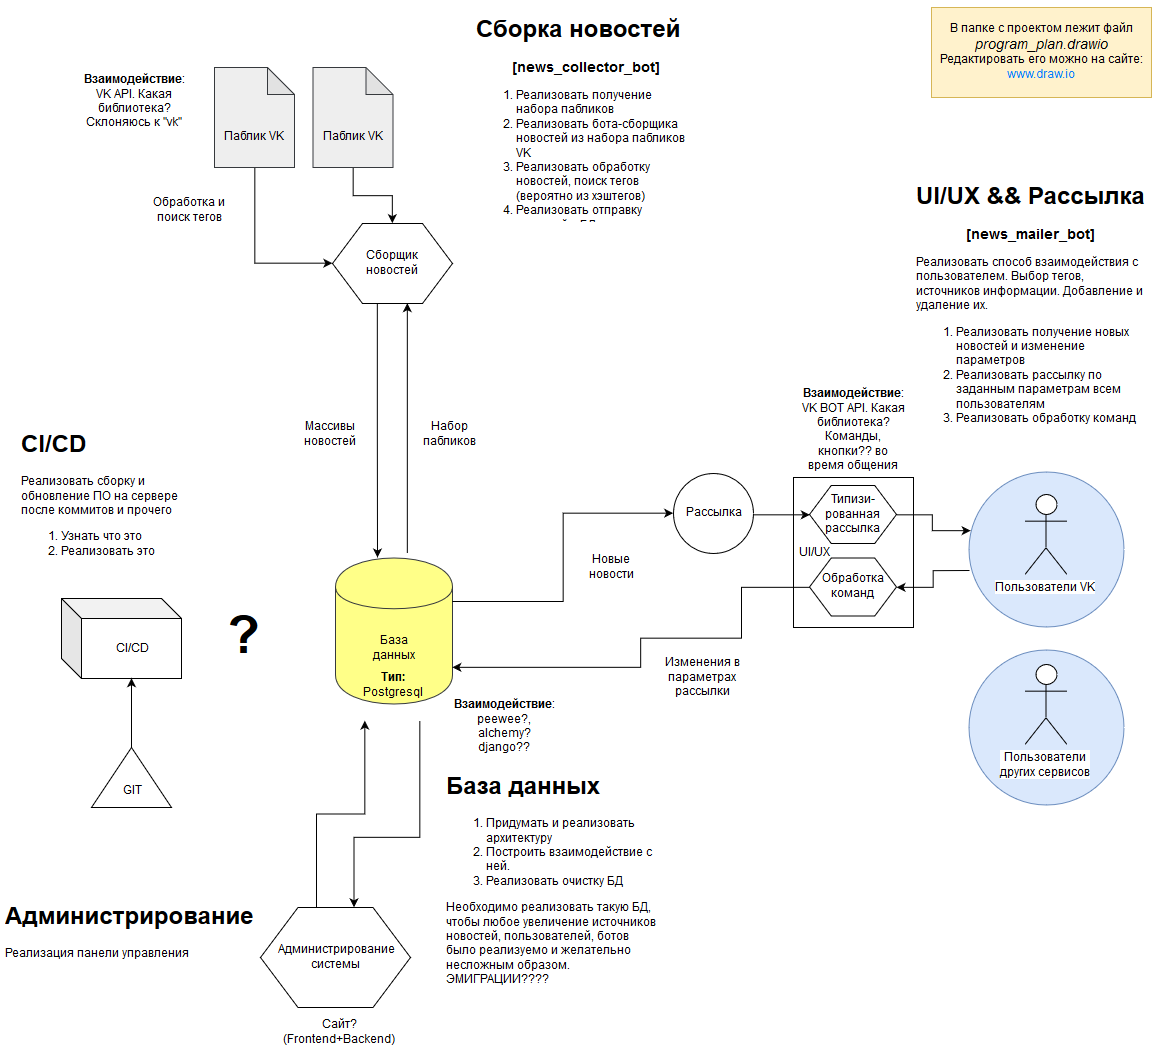 Сборка новостей
[news_collector_bot]
1. Реализовать получение
набора пабликов
2. Реализовать бота-сборщика
новостей из набора пабликов
VK
3. Реализовать обработку
новостей, поиск тегов
(вероятно из хэштегов)
4. Реализовать отправку
В папке с проектом лежит файл
program_plan.drawio
Редактировать его можно на сайте:
www.draw.io
Взаимодействие:
VK API. Какая
библиотека?
Склоняюсь к "vk"
Паблик VK
Паблик VK
Обработка и
поиск тегов
Сборщик
новостей
UI/UX && Рассылка
[news_mailer_bot]
Реализовать способ взаимодействия с
пользователем. Выбор тегов,
источников информации. Добавление и
удаление их.
1. Реализовать получение новых
новостей и изменение
параметров
2. Реализовать рассылку по
заданным параметрам всем
пользователям
3. Реализовать обработку команд
Массивы
новостей
Набор
пабликов
Взаимодействие:
VK BOT API. Какая
библиотека?
Команды,
кнопки?? во
время общения
CI/CD
Реализовать сборку и
обновление ПО на сервере
после коммитов и прочего
1. Узнать что это
2. Реализовать это
Рассылка
Типизи-
рованная
рассылка
UI/UX
Обработка
команд
Пользователи VK
Новые
новости
CI/CD
?
База
данных
Тип:
Postgresql
Изменения в
параметрах
рассылки
Взаимодействие:
peewee?,
alchemy?
django??
Пользователи
других сервисов
GIT
База данных
1. Придумать и реализовать
архитектуру
2. Построить взаимодействие с
ней.
3. Реализовать очистку БД
Необходимо реализовать такую БД,
чтобы любое увеличение источников
новостей, пользователей, ботов
было реализуемо и желательно
несложным образом.
ЭМИГРАЦИИ????
Администрирование
Реализация панели управления
Администрирование
системы
Сайт?
(Frontend+Backend)